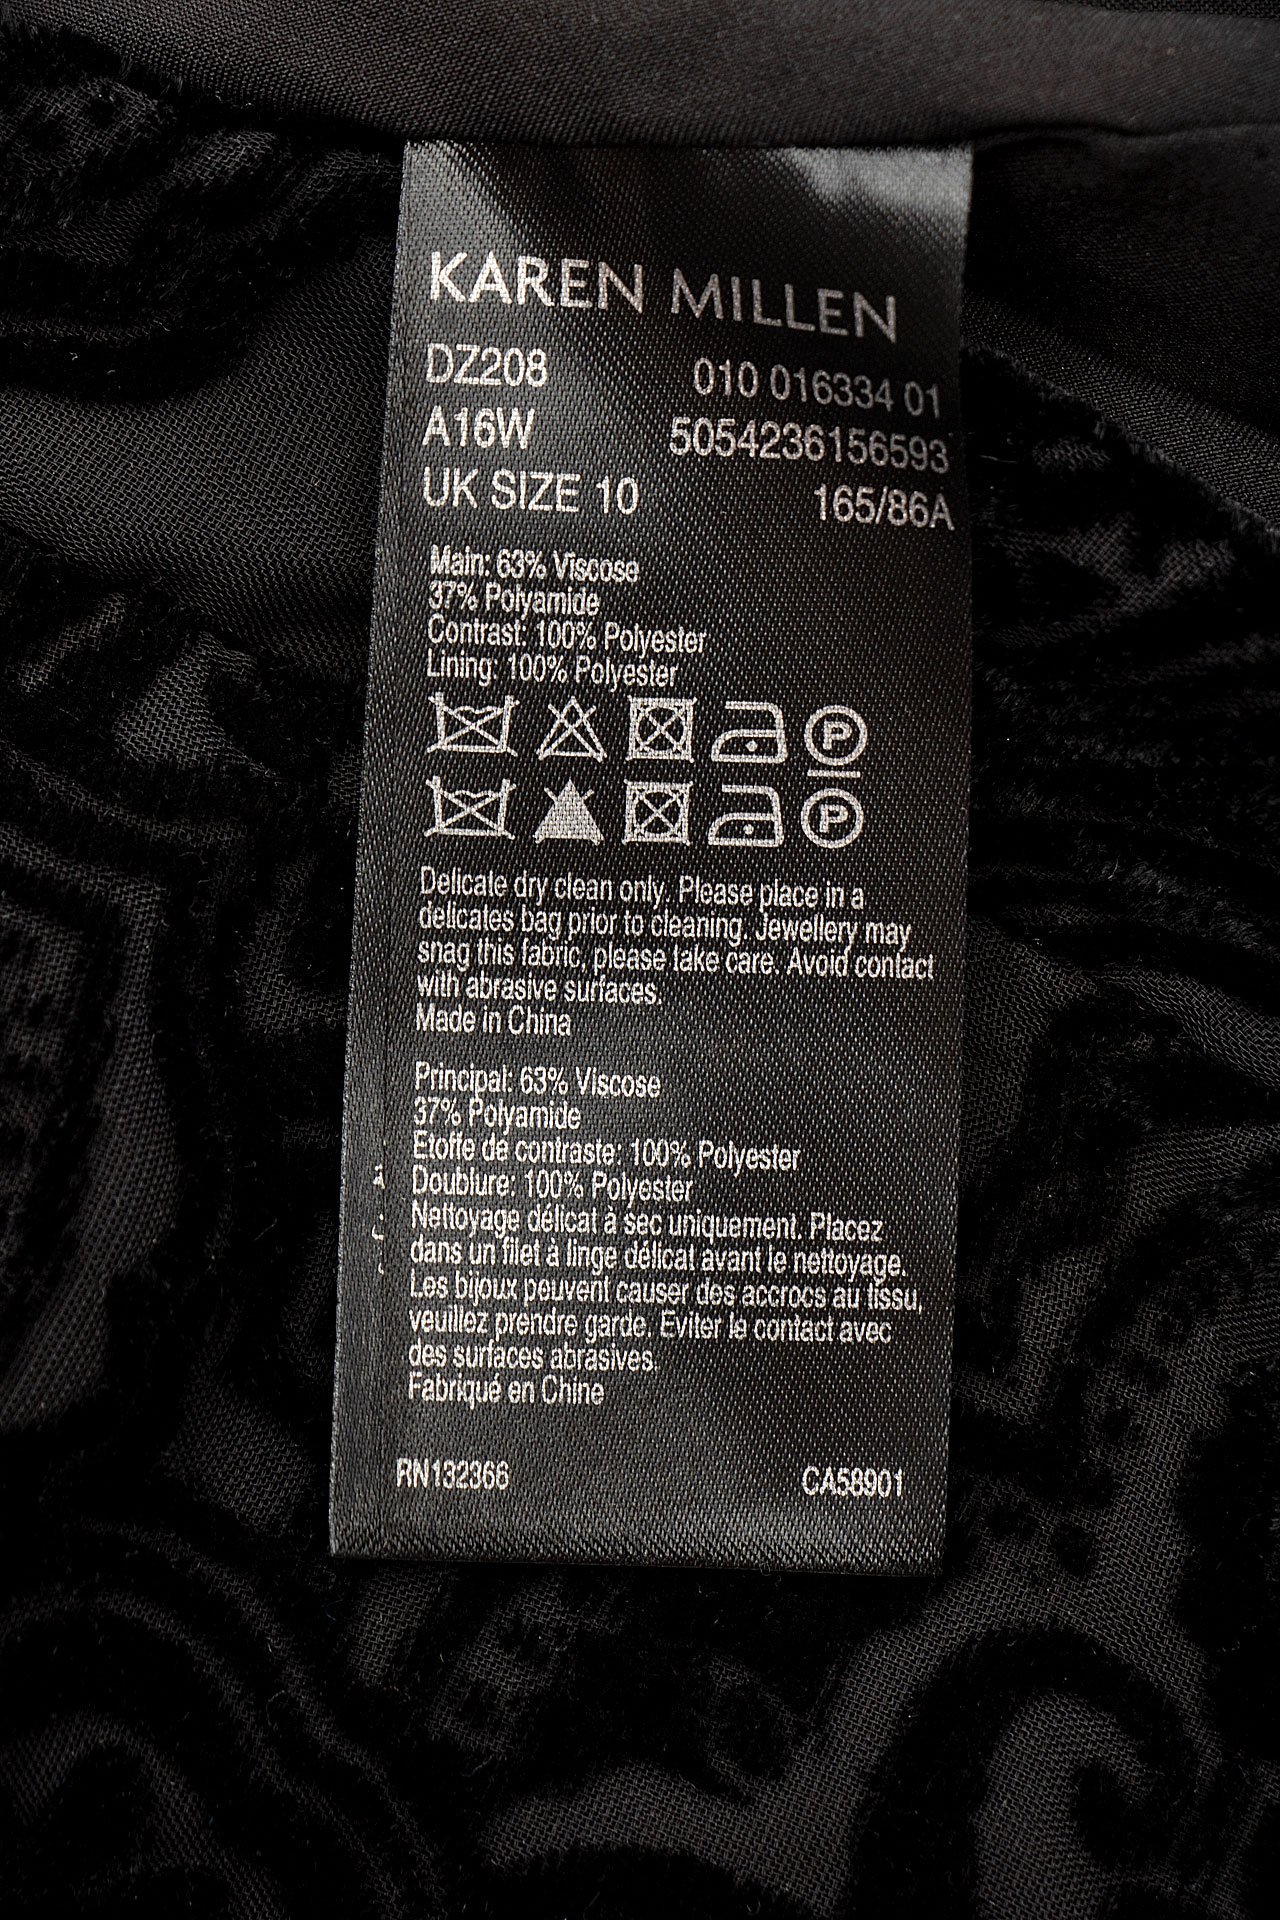 KAREN MILLEN
DZ208 010 016334 01
A16W 5054236156593
UK SIZE 10 165/86A
Main: 63% Viscose
37% Polyamide
Contrast: 100% Polyester
Lining: 100% Polyester
P
P
Delicate dry clean only. Please place in a
delicates bag prior to cleaning. Jewellery may
snag this fabric, please take care. Avoid contact
with abrasive surfaces.
Made in China
Principal: 63% Viscose
37% Polyamide
Etoffe de contraste: 100% Polyester
Doublure: 100% Polyester
Nettoyage délicat à sec uniquement. Placez
dans un filet à linge délicat avant le nettoyage.
Les bijoux peuvent causer des accrocs au tissu,
veuillez prendre garde. Eviter le contact avec
des surfaces abrasives.
Fabriqué en Chine
RN132366 CA58901